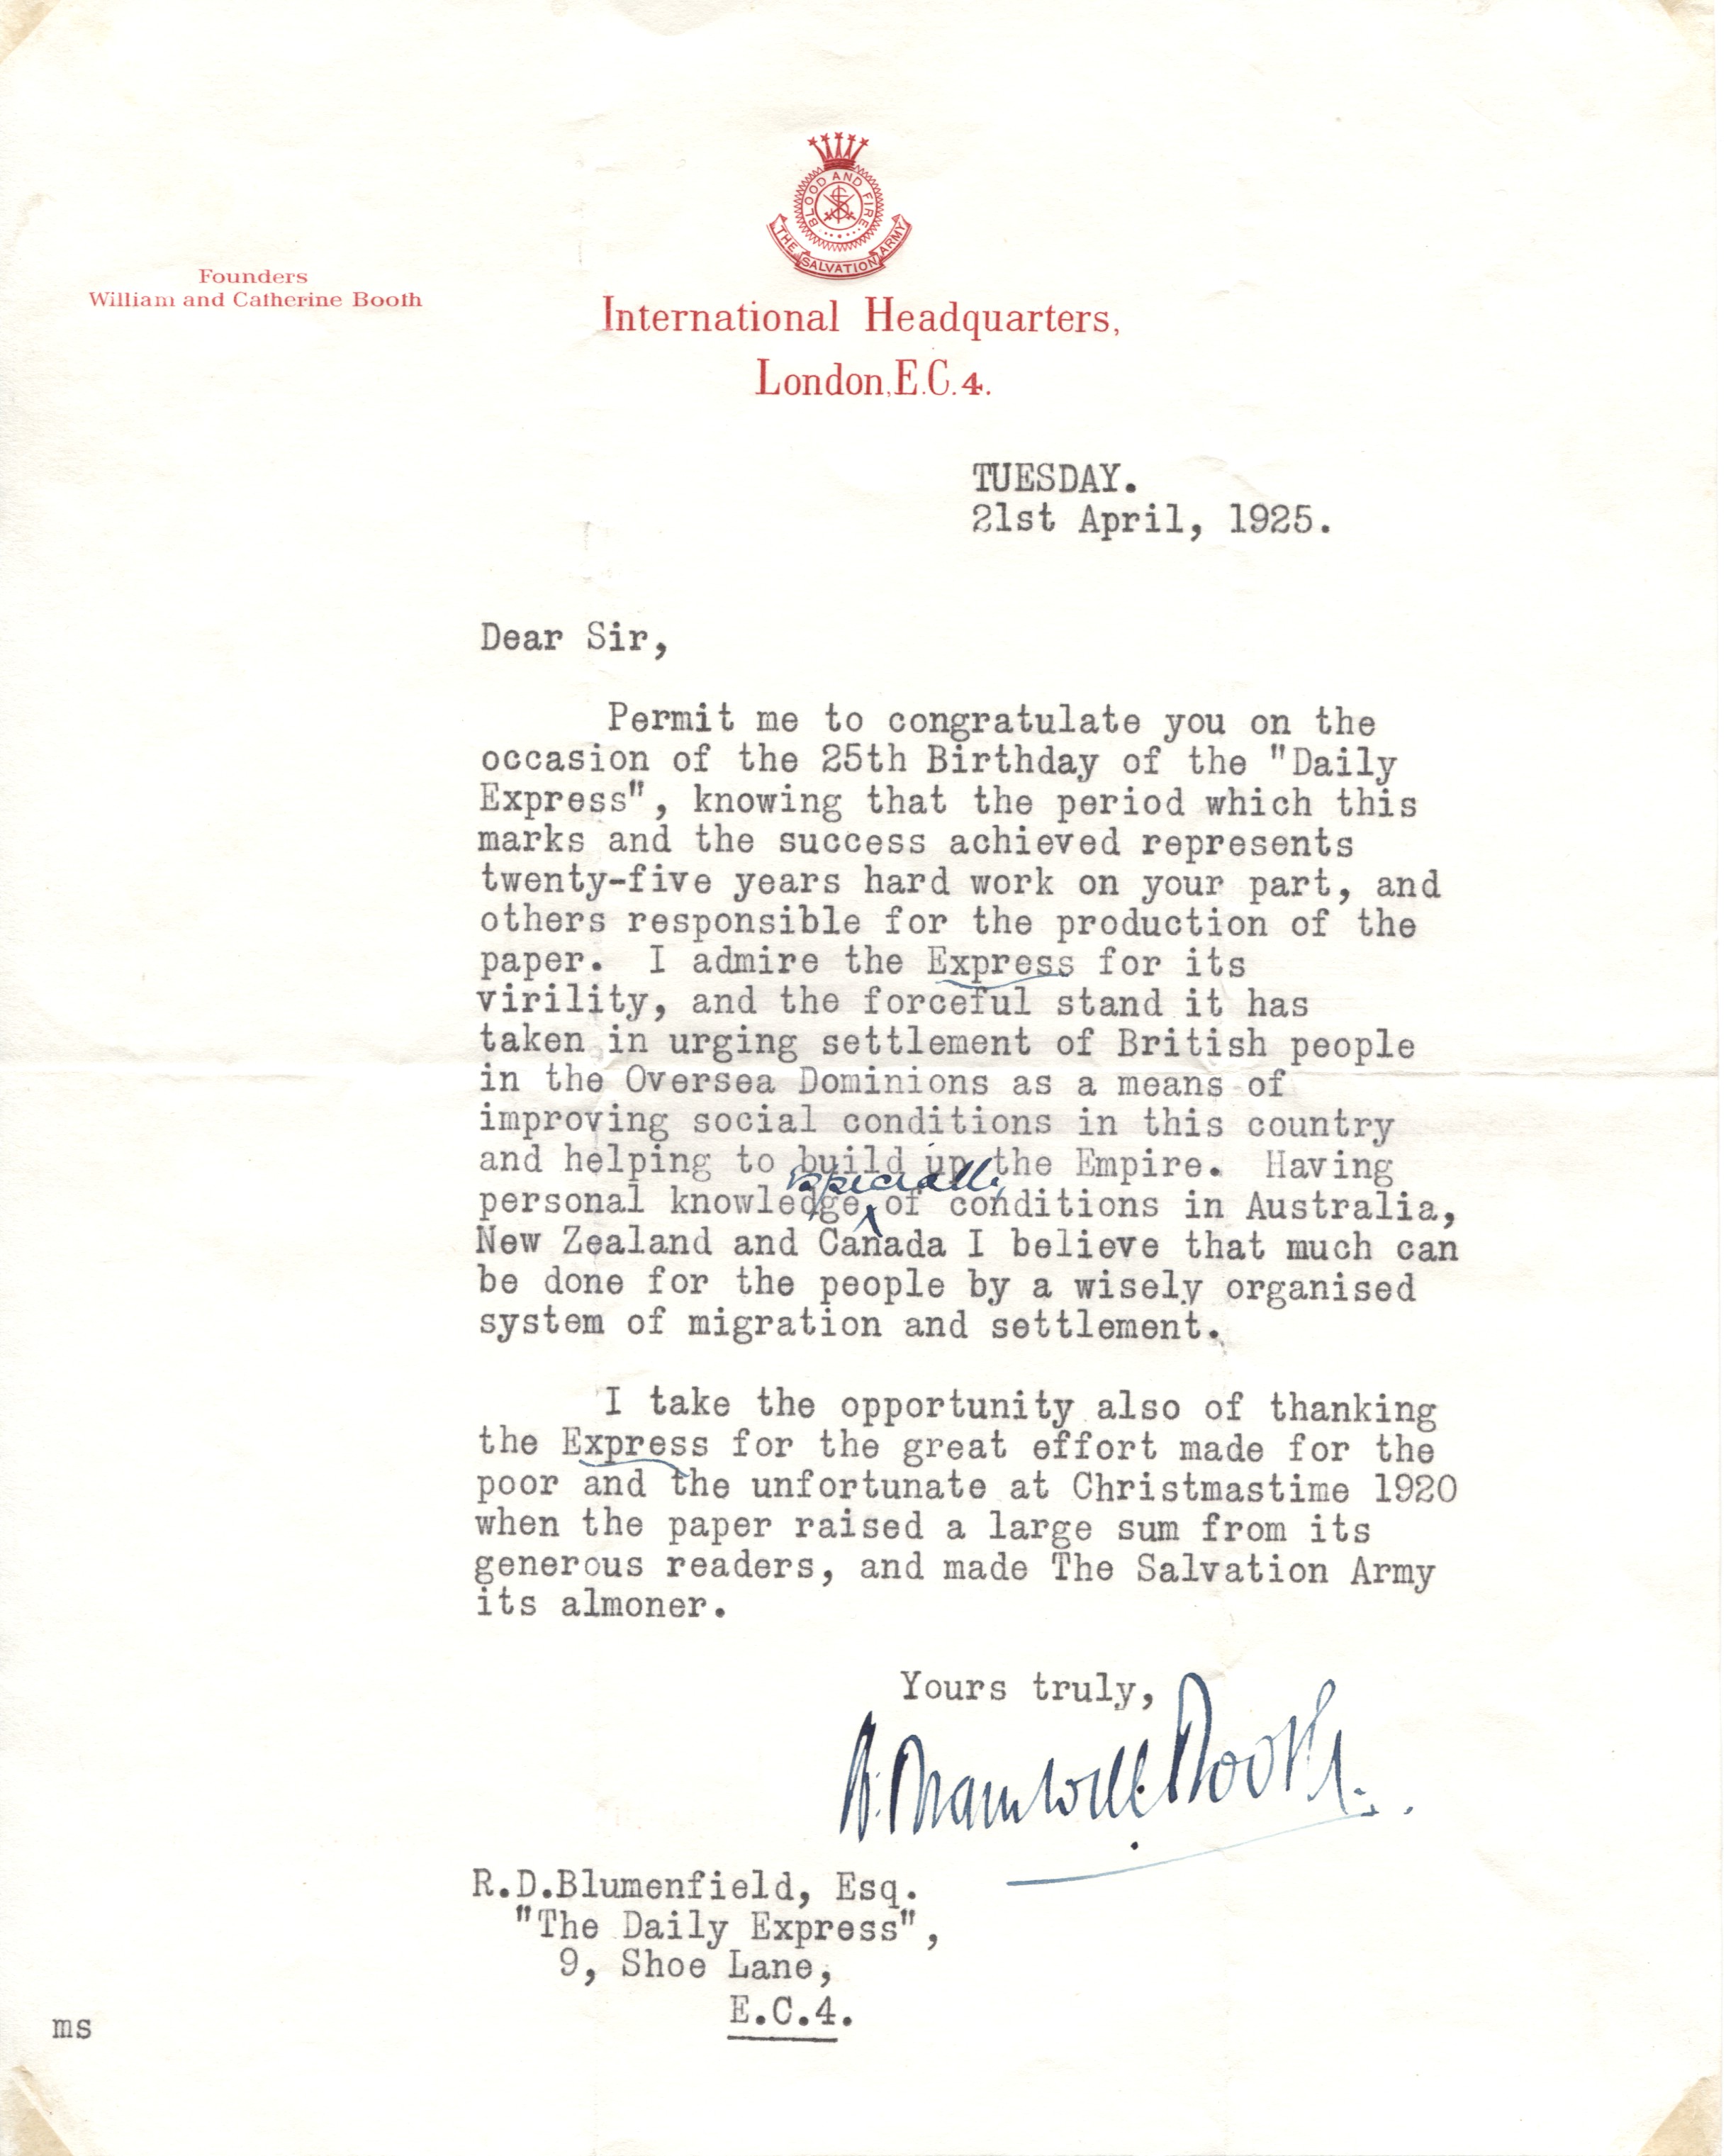 BLOOD AND FIRE
THE SALVATION ARMY
Founders
William and Catherine Booth
International Headquarters,
London, E.C.4.
TUESDAY.
21st April, 1925.
Dear Sir,
Permit me to congratulate you on the
occasion of the 25th Birthday of the "Daily
Express", knowing that the period which this
marks and the success achieved represents
twenty-five years hard work on your part, and
others responsible for the production of the
paper. I admire the Express for its
virility, and the forceful stand it has
taken in urging settlement of British people
in the Oversea Dominions as a means of
improving social conditions in this country
and helping to build up the Empire. Having
especially
personal knowledge of conditions in Australia,
New Zealand and Canada I believe that much can
be done for the people by a wisely organised
system of migration and settlement.
I take the opportunity also of thanking
the Express for the great effort made for the
poor and the unfortunate at Christmastime 1920
when the paper raised a large sum from its
generous readers, and made The Salvation Army
its almoner.
Yours truly,
W. Bramwell Booth.
R.D.Blumenfield, Esq.
"The Daily Express",
9, Shoe Lane,
E.C.4.
ms